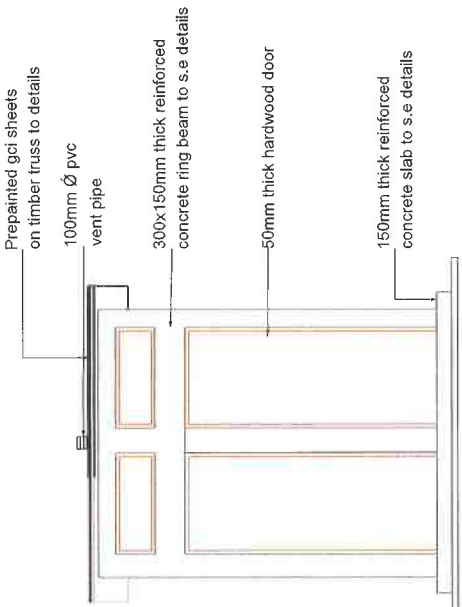 Prepainted gci sheets
on timber truss to details
100mm Ø pvc
vent pipe
300x150mm thick reinforced
concrete ring beam to s.e details
50mm thick hardwood door
150mm thick reinforced
concrete slab to s.e details